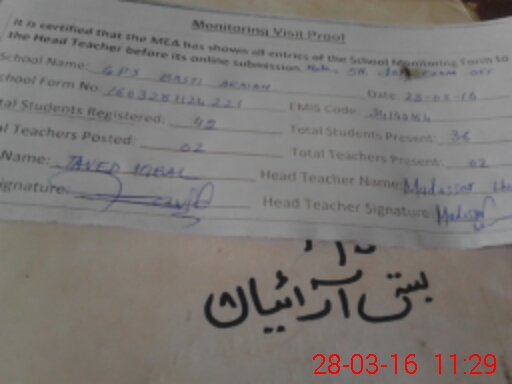 Monitoring Visit Proof
It is certified that the MEA has shown all entries of the School Monitoring Form to
the Head Teacher before its online submission.
School Name: GPS BASTI ARAIAN Date: 28-03-16
School Form No EMIS Code:
Total Students Registered: 42 Total Students Present: 36
Total Teachers Posted: 02 Total Teachers Present: 02
Name: JAVED IQBAL Head Teacher Name: Mudassar
Signature: Head Teacher Signature:
بستی آرائیاں
28-03-16 11:29